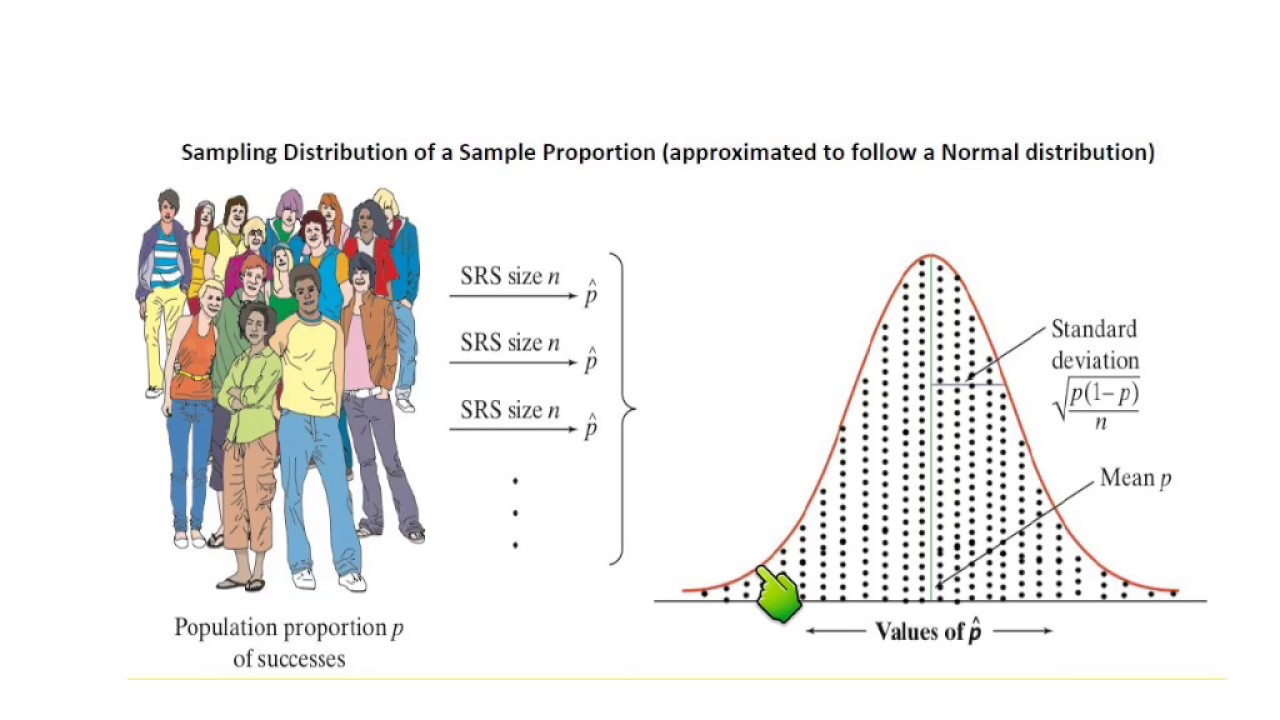 Sampling Distribution of a Sample Proportion (approximated to follow a Normal distribution)
SRS size n
p̂
SRS size n
p̂
SRS size n
p̂
Population proportion p
of successes
Standard
deviation
√p(1–p)/n
Mean p
Values of p̂